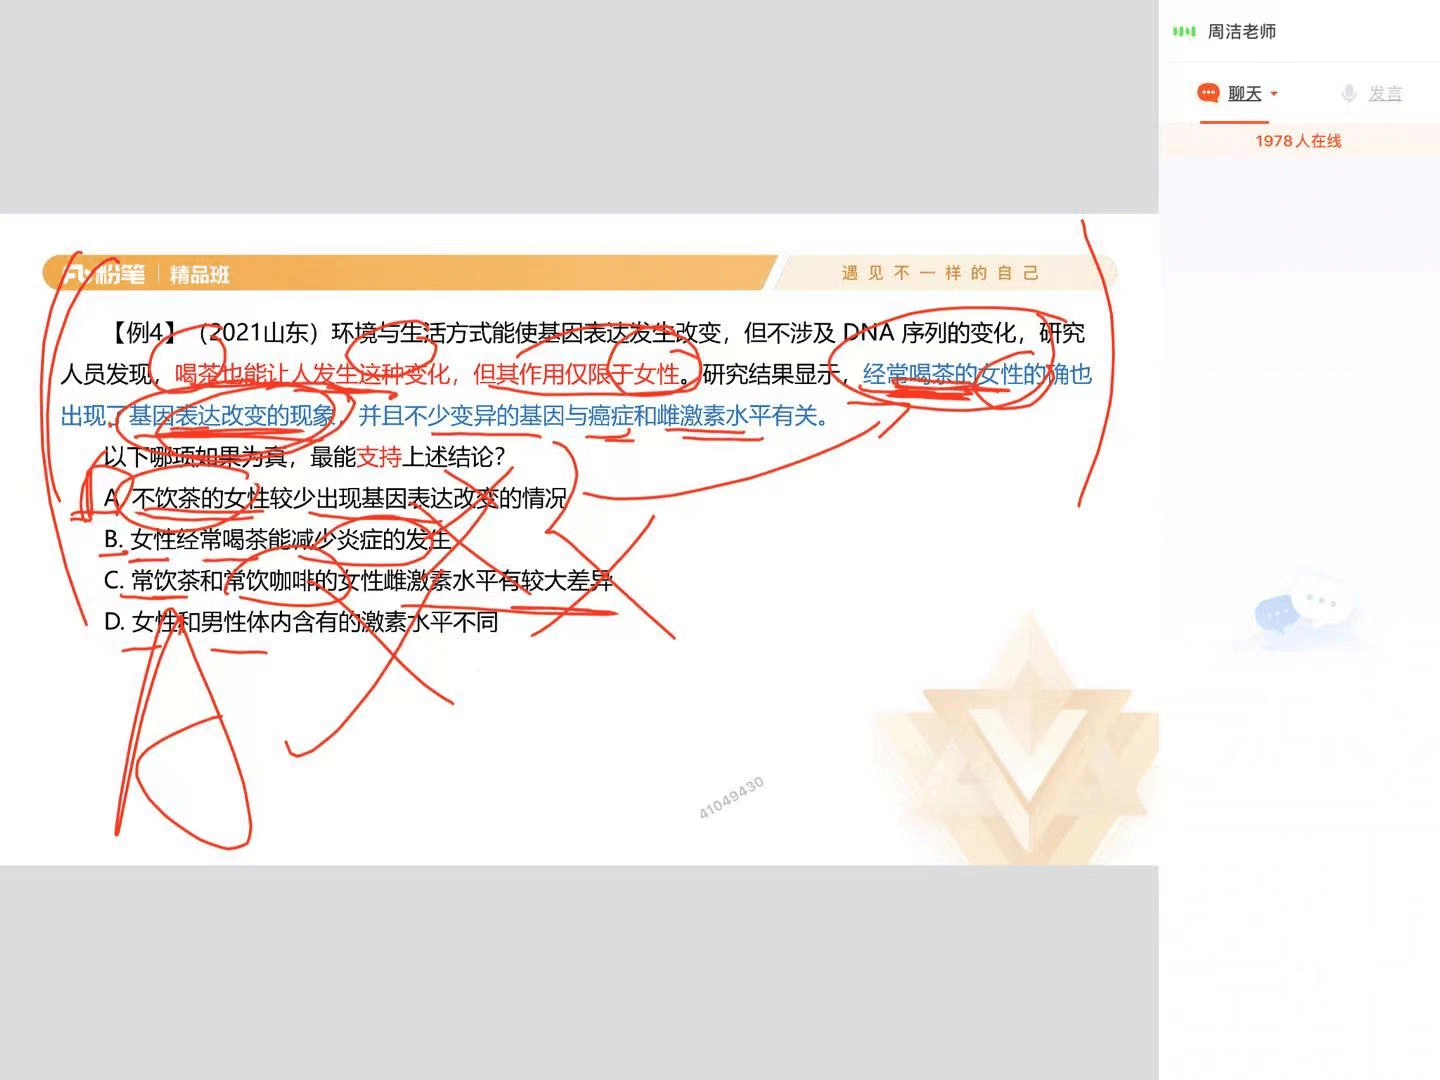 周洁老师
聊天
发言
1978人在线
粉笔 精品班
遇见不一样的自己
【例4】（2021山东）环境与生活方式能使基因表达发生改变，但不涉及 DNA 序列的变化，研究
人员发现，喝茶也能让人发生这种变化，但其作用仅限于女性。研究结果显示，经常喝茶的女性的确也
出现了基因表达改变的现象，并且不少变异的基因与癌症和雌激素水平有关。
以下哪项如果为真，最能支持上述结论？
A. 不饮茶的女性较少出现基因表达改变的情况
B. 女性经常喝茶能减少炎症的发生
C. 常饮茶和常饮咖啡的女性雌激素水平有较大差异
D. 女性和男性体内含有的激素水平不同
41049430